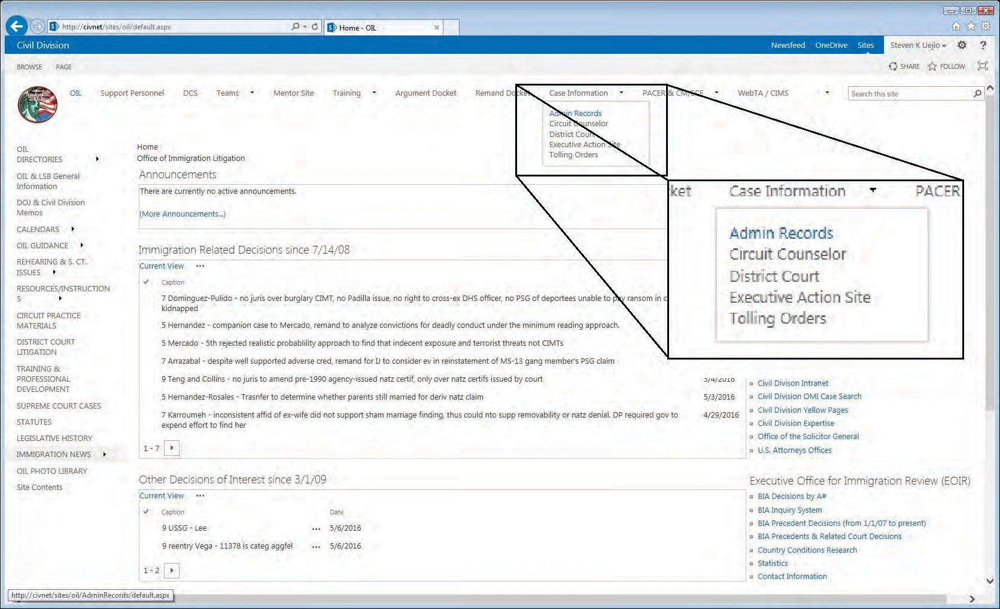 http://civnet/sites/oil/default.aspx
Home - OIL
Civil Division
Newsfeed OneDrive Sites Steven K Uejio ?
BROWSE PAGE
SHARE FOLLOW
OIL Support Personnel DCS Teams Mentor Site Training Argument Docket Remand Docket Case Information PACER & CM/ECF WebTA / CIMS
Search this site
Admin Records
Circuit Counselor
District Court
Executive Action Site
Tolling Orders
OIL
DIRECTORIES
OIL & LSB General
Information
DOJ & Civil Division
Memos
CALENDARS
OIL GUIDANCE
REHEARING & S. CT.
ISSUES
RESOURCES/INSTRUCTION
S
CIRCUIT PRACTICE
MATERIALS
DISTRICT COURT
LITIGATION
TRAINING &
PROFESSIONAL
DEVELOPMENT
SUPREME COURT CASES
STATUTES
LEGISLATIVE HISTORY
IMMIGRATION NEWS
OIL PHOTO LIBRARY
Site Contents
Home
Office of Immigration Litigation
Announcements
There are currently no active announcements.
(More Announcements...)
ket Case Information PACER
Admin Records
Circuit Counselor
District Court
Executive Action Site
Tolling Orders
Immigration Related Decisions since 7/14/08
Current View ...
Caption
7 Dominguez-Pulido - no juris over burglary CIMT, no Padilla issue, no right to cross-ex DHS officer, no PSG of deportees unable to pay ransom in c
kidnapped
5 Hernandez - companion case to Mercado, remand to analyze convictions for deadly conduct under the minimum reading approach.
5 Mercado - 5th rejected realistic probablility approach to find that indecent exposure and terrorist threats not CIMTs
7 Arrazabal - despite well supported adverse cred, remand for IJ to consider ev in reinstatement of MS-13 gang member's PSG claim
9 Teng and Collins - no juris to amend pre-1990 agency-issued natz certif, only over natz certifs issued by court 5/4/2016
5 Hernandez-Rosales - Trasnfer to determine whether parents still married for deriv natz claim 5/3/2016
7 Karroumeh - inconsistent affid of ex-wife did not support sham marriage finding, thus could nto supp removability or natz denial. DP required gov to 4/29/2016
expend effort to find her
1 - 7
Civil Divison Intranet
Civil Division OMI Case Search
Civil Division Yellow Pages
Civil Division Expertise
Office of the Solicitor General
U.S. Attorneys Offices
Other Decisions of Interest since 3/1/09
Current View ...
Caption Date
9 USSG - Lee ... 5/6/2016
9 reentry Vega - 11378 is categ aggfel ... 5/6/2016
1 - 2
Executive Office for Immigration Review (EOIR)
BIA Decisions by A#
BIA Inquiry System
BIA Precedent Decisions (from 1/1/07 to present)
BIA Precedents & Related Court Decisions
Country Conditions Research
Statistics
Contact Information
http://civnet/sites/oil/AdminRecords/default.aspx